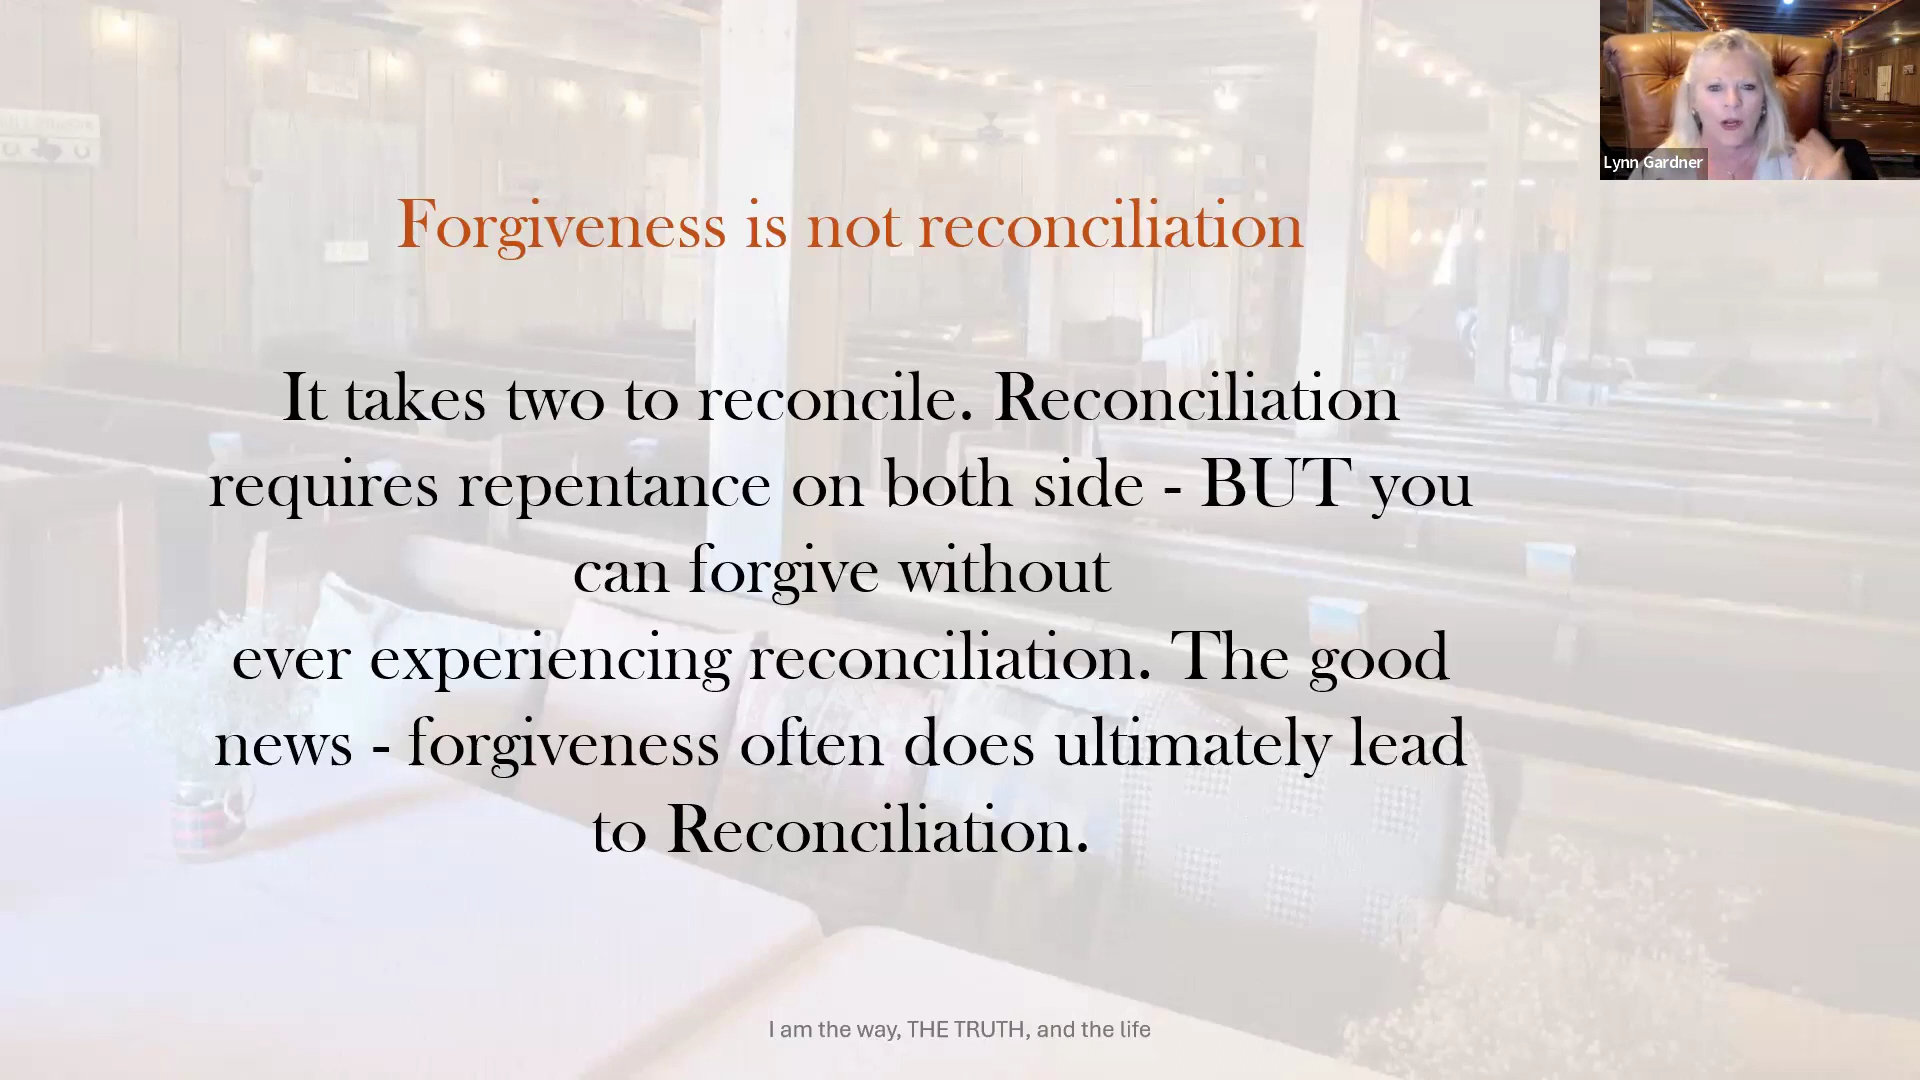 Lynn Gardner
Forgiveness is not reconciliation
It takes two to reconcile. Reconciliation
requires repentance on both side - BUT you
can forgive without
ever experiencing reconciliation. The good
news - forgiveness often does ultimately lead
to Reconciliation.
I am the way, THE TRUTH, and the life